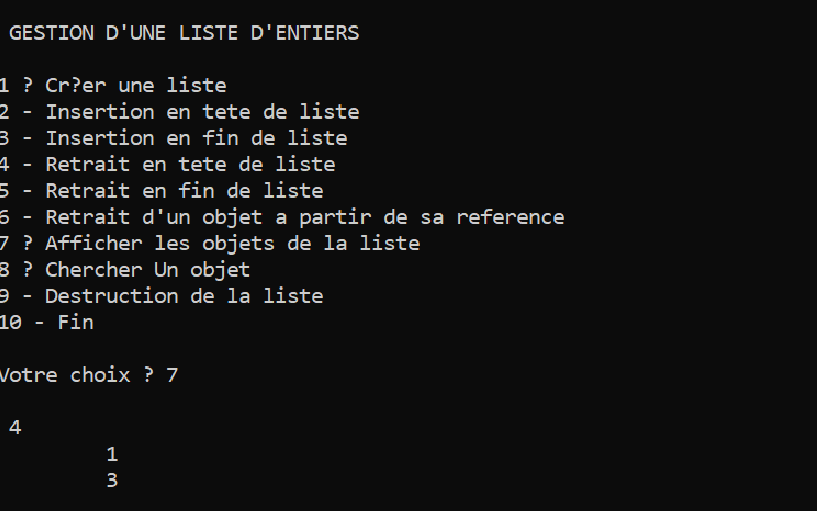 GESTION D'UNE LISTE D'ENTIERS
1 ? Cr?er une liste
2 - Insertion en tete de liste
3 - Insertion en fin de liste
4 - Retrait en tete de liste
5 - Retrait en fin de liste
6 - Retrait d'un objet a partir de sa reference
7 ? Afficher les objets de la liste
8 ? Chercher Un objet
9 - Destruction de la liste
10 - Fin
Votre choix ? 7
4
1
3